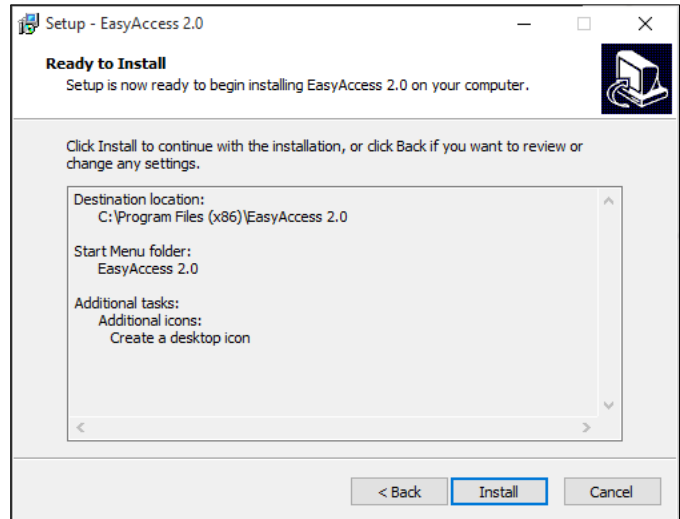 Setup - EasyAccess 2.0
Ready to Install
Setup is now ready to begin installing EasyAccess 2.0 on your computer.
Click Install to continue with the installation, or click Back if you want to review or
change any settings.
Destination location:
C:\Program Files (x86)\EasyAccess 2.0
Start Menu folder:
EasyAccess 2.0
Additional tasks:
Additional icons:
Create a desktop icon
< Back
Install
Cancel